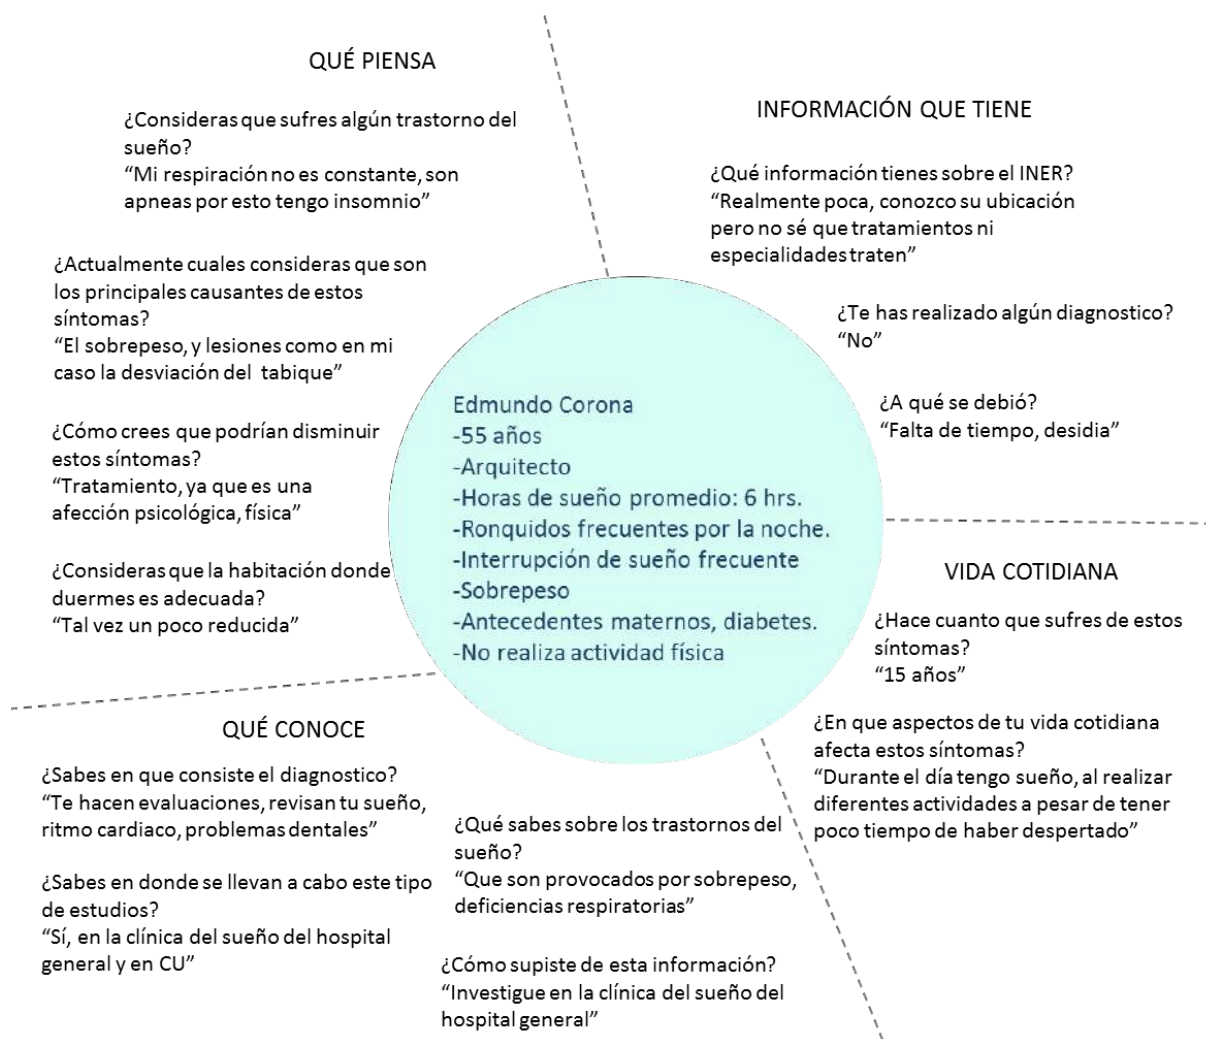 QUÉ PIENSA
¿Consideras que sufres algún trastorno del
sueño?
“Mi respiración no es constante, son
apneas por esto tengo insomnio”
¿Actualmente cuales consideras que son
los principales causantes de estos
síntomas?
“El sobrepeso, y lesiones como en mi
caso la desviación del tabique”
¿Cómo crees que podrían disminuir
estos síntomas?
“Tratamiento, ya que es una
afección psicológica, física”
¿Consideras que la habitación donde
duermes es adecuada?
“Tal vez un poco reducida”
INFORMACIÓN QUE TIENE
¿Qué información tienes sobre el INER?
“Realmente poca, conozco su ubicación
pero no sé que tratamientos ni
especialidades traten”
¿Te has realizado algún diagnostico?
“No”
¿A qué se debió?
“Falta de tiempo, desidia”
Edmundo Corona
-55 años
-Arquitecto
-Horas de sueño promedio: 6 hrs.
-Ronquidos frecuentes por la noche.
-Interrupción de sueño frecuente
-Sobrepeso
-Antecedentes maternos, diabetes.
-No realiza actividad física
VIDA COTIDIANA
¿Hace cuanto que sufres de estos
síntomas?
“15 años”
¿En que aspectos de tu vida cotidiana
afecta estos síntomas?
“Durante el día tengo sueño, al realizar
diferentes actividades a pesar de tener
poco tiempo de haber despertado”
QUÉ CONOCE
¿Sabes en que consiste el diagnostico?
“Te hacen evaluaciones, revisan tu sueño,
ritmo cardiaco, problemas dentales”
¿Sabes en donde se llevan a cabo este tipo
de estudios?
“Sí, en la clínica del sueño del hospital
general y en CU”
¿Qué sabes sobre los trastornos del
sueño?
“Que son provocados por sobrepeso,
deficiencias respiratorias”
¿Cómo supiste de esta información?
“Investigue en la clínica del sueño del
hospital general”